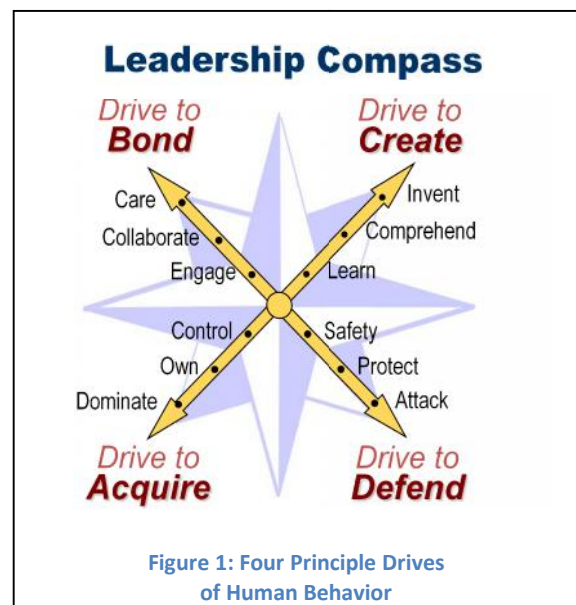 Leadership Compass
Drive to
Bond
Drive to
Create
Care
Invent
Collaborate
Comprehend
Engage
Learn
Control
Safety
Own
Protect
Dominate
Attack
Drive to
Acquire
Drive to
Defend
Figure 1: Four Principle Drives
of Human Behavior